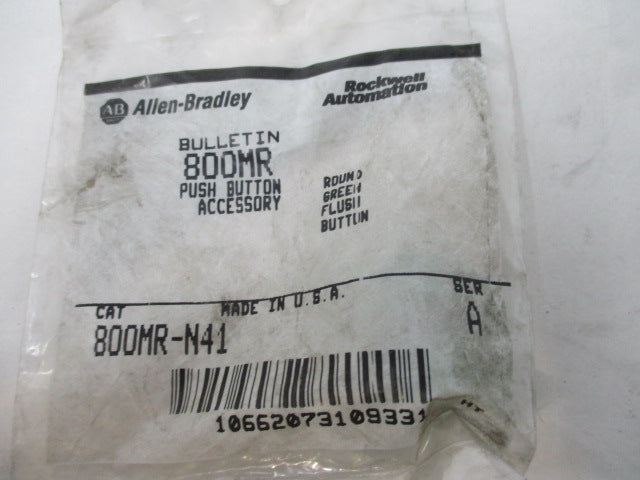 AB Allen-Bradley
Rockwell
Automation
BULLETIN
800MR
PUSH BUTTON
ACCESSORY
ROUND
GREEN
FLUSH
BUTTON
MADE IN U.S.A.
CAT
SER
800MR-N41
A
10662073109331